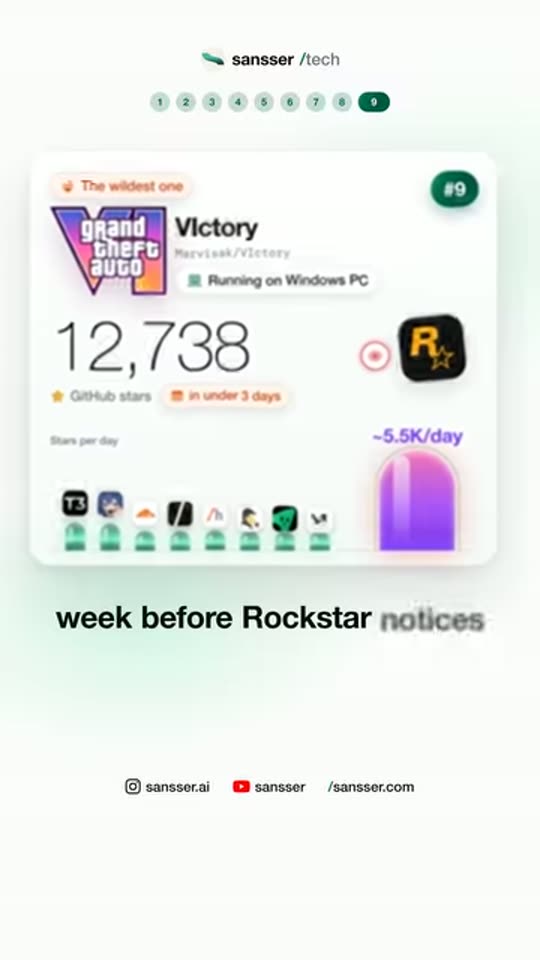 sansser /tech
1 2 3 4 5 6 7 8 9
The wildest one
#9
VI
grand
theft
auto
VIctory
Marvisak/VIctory
Running on Windows PC
12,738
R
GitHub stars
in under 3 days
Stars per day
~5.5K/day
T3
week before Rockstar notices
sansser.ai sansser /sansser.com